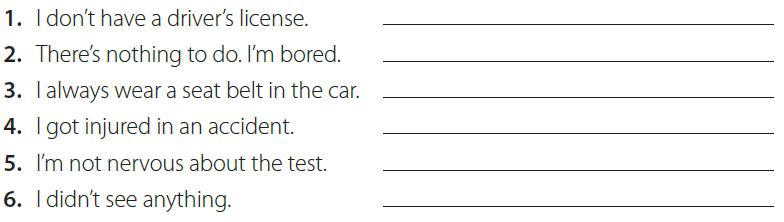 1. I don’t have a driver’s license.
2. There’s nothing to do. I’m bored.
3. I always wear a seat belt in the car.
4. I got injured in an accident.
5. I’m not nervous about the test.
6. I didn’t see anything.